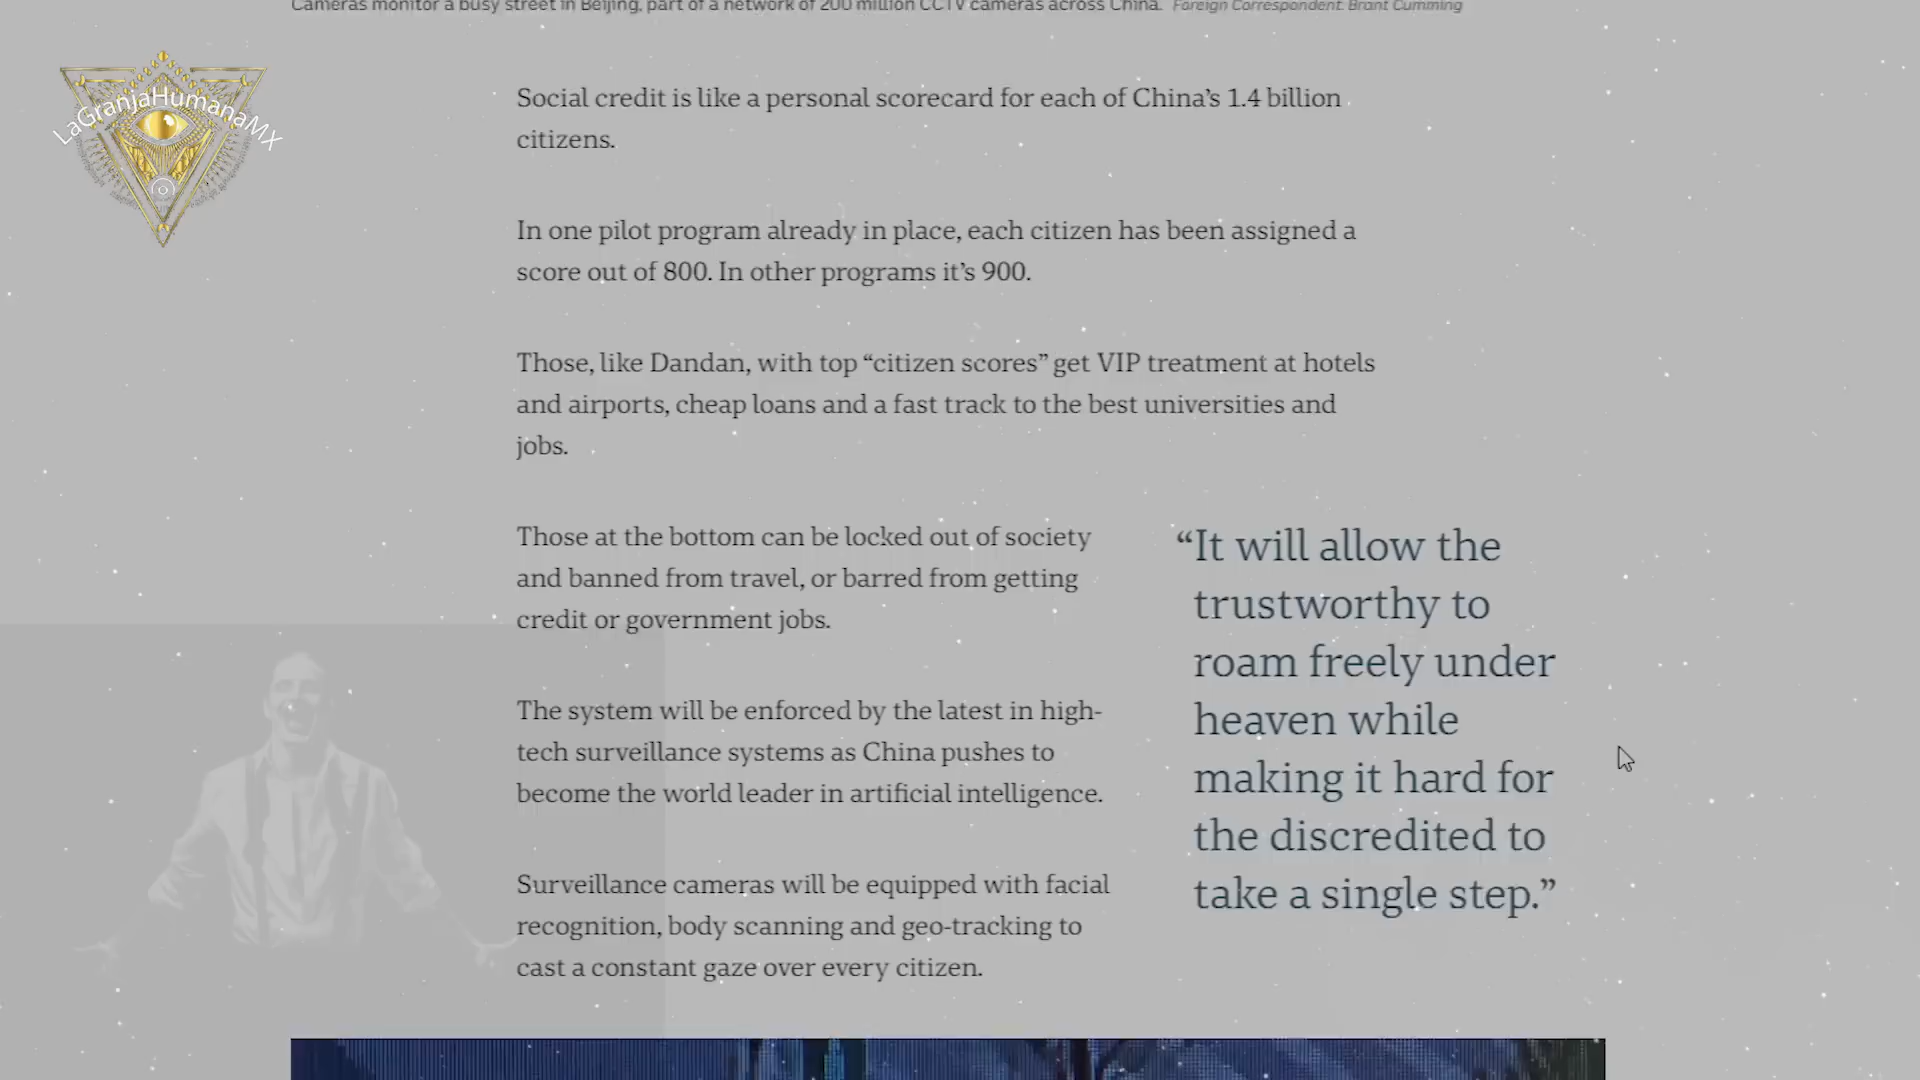 Cameras monitor a busy street in Beijing, part of a network of 200 million CCTV cameras across China. Foreign Correspondent: Brant Cumming
LaGranjaHumanaMX
Social credit is like a personal scorecard for each of China’s 1.4 billion
citizens.
In one pilot program already in place, each citizen has been assigned a
score out of 800. In other programs it’s 900.
Those, like Dandan, with top “citizen scores” get VIP treatment at hotels
and airports, cheap loans and a fast track to the best universities and
jobs.
Those at the bottom can be locked out of society
and banned from travel, or barred from getting
credit or government jobs.
The system will be enforced by the latest in high-
tech surveillance systems as China pushes to
become the world leader in artificial intelligence.
Surveillance cameras will be equipped with facial
recognition, body scanning and geo-tracking to
cast a constant gaze over every citizen.
“It will allow the
trustworthy to
roam freely under
heaven while
making it hard for
the discredited to
take a single step.”